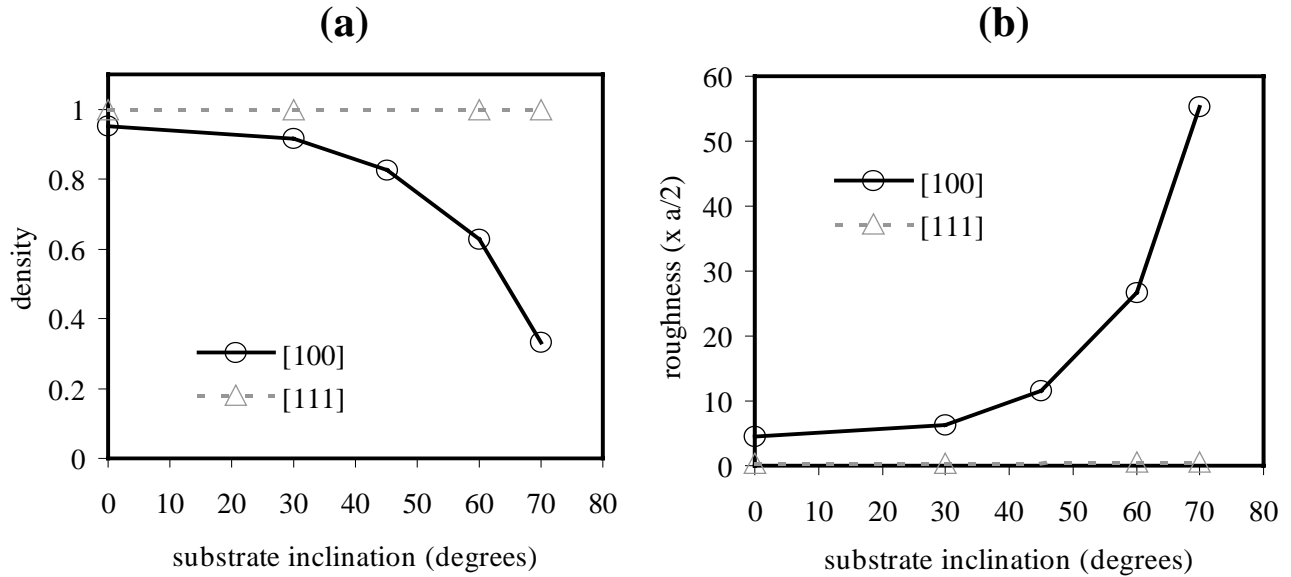 (a)
1
0.8
0.6
0.4
0.2
0
density
[100]
[111]
0 10 20 30 40 50 60 70 80
substrate inclination (degrees)
(b)
60
50
40
30
20
10
0
roughness (x a/2)
[100]
[111]
0 10 20 30 40 50 60 70 80
substrate inclination (degrees)